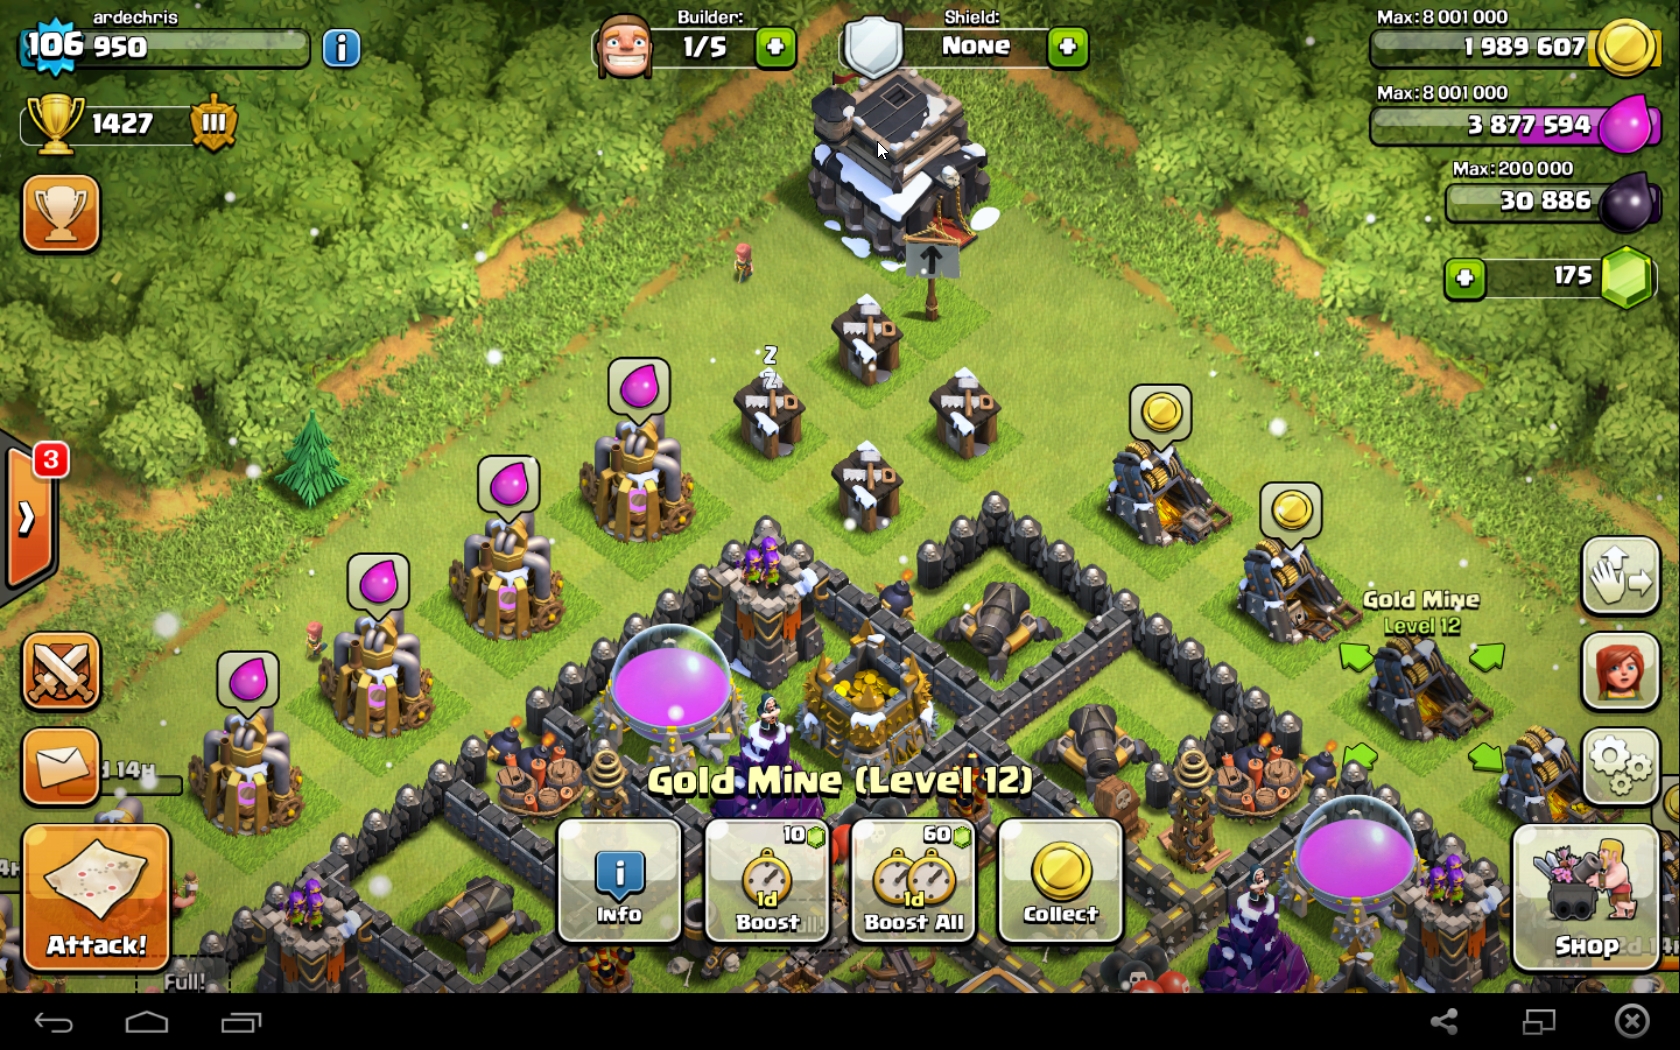 ardechris
106 950
Builder:
1/5
Shield:
None
Max: 8 001 000
1 989 607
Max: 8 001 000
3 877 594
Max: 200 000
30 886
175
1427
III
Z
Z
3
Gold Mine
Level 12
d 14H
Gold Mine (Level 12)
Info
10
1d
Boost
60
1d
Boost All
Collect
Attack!
Shop
Full!